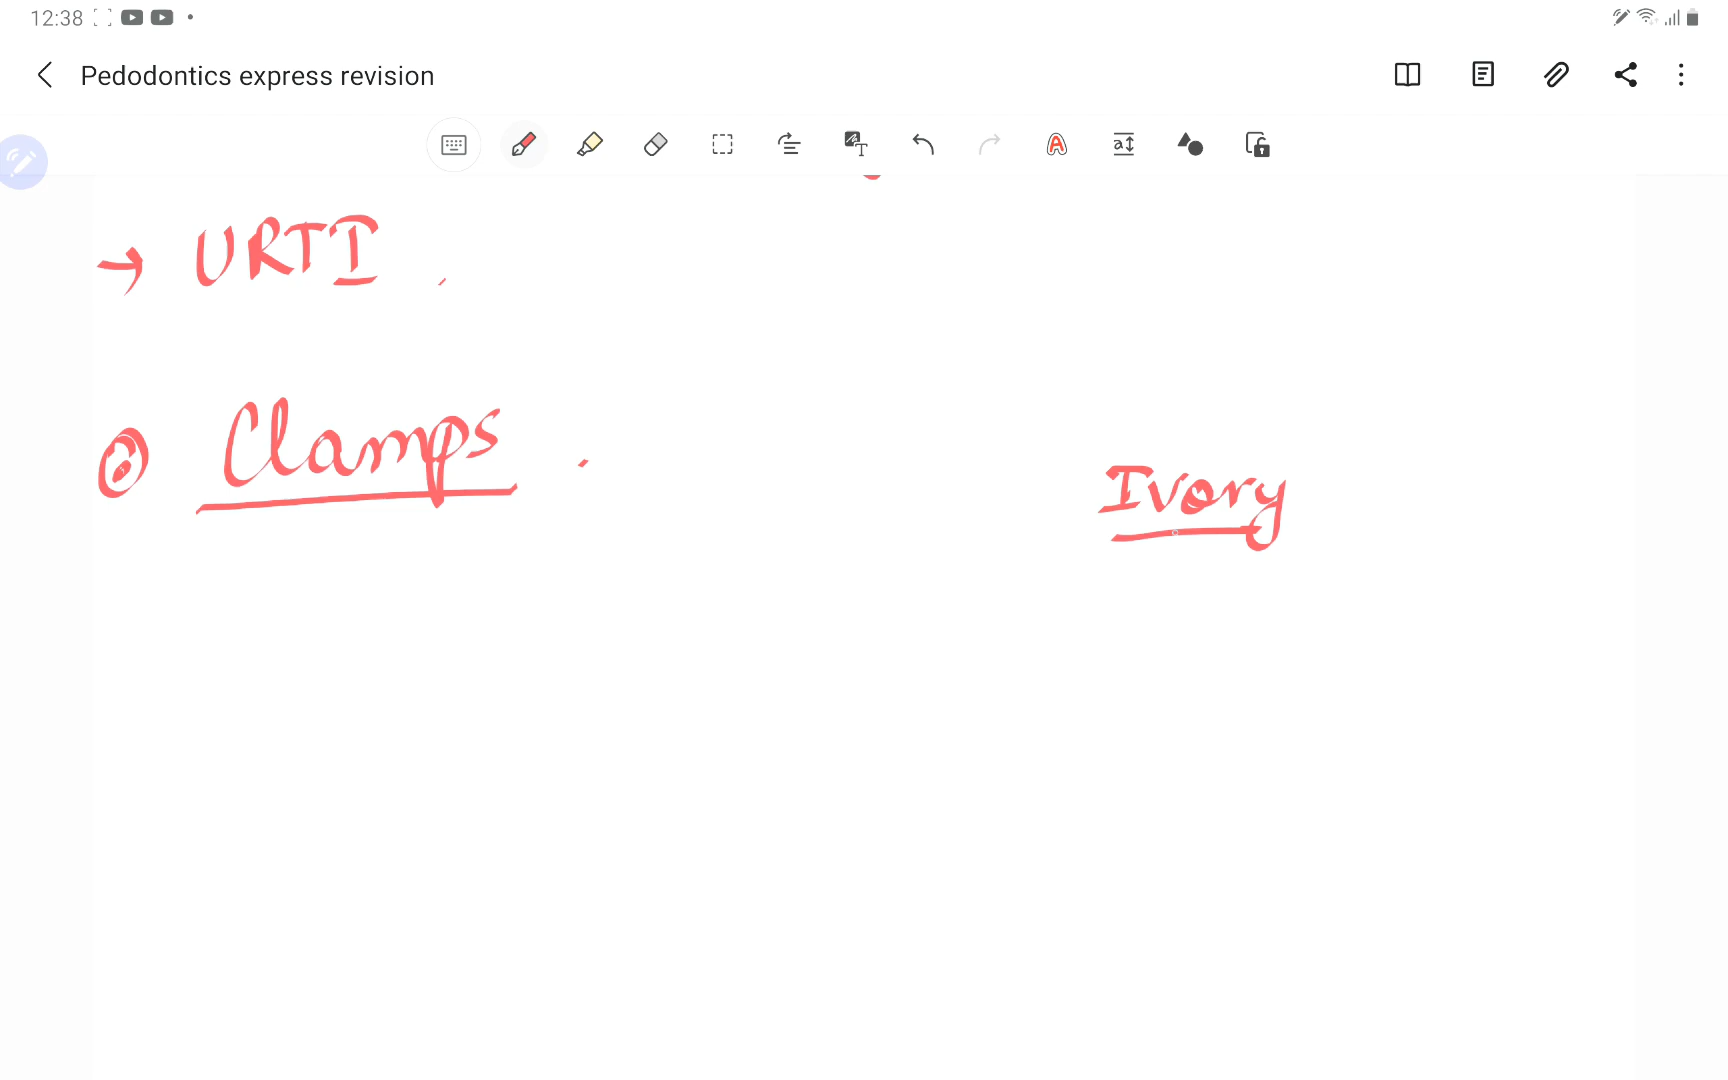 12:38
Pedodontics express revision
→ URTI .
Clamps .
Ivory